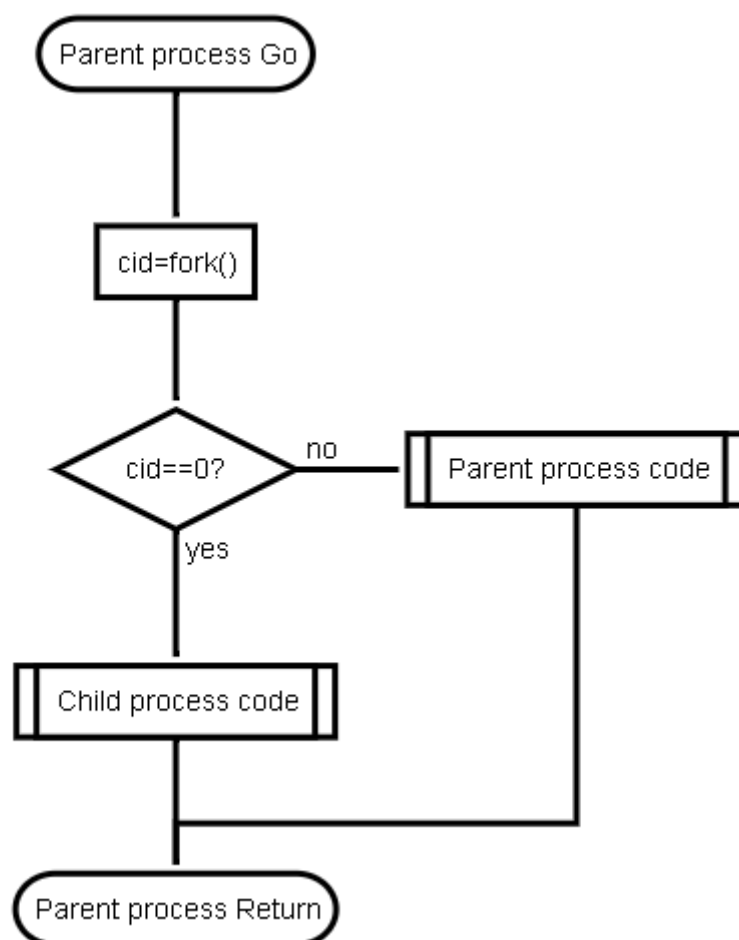 Parent process Go
cid=fork()
cid==0?
no
Parent process code
yes
Child process code
Parent process Return